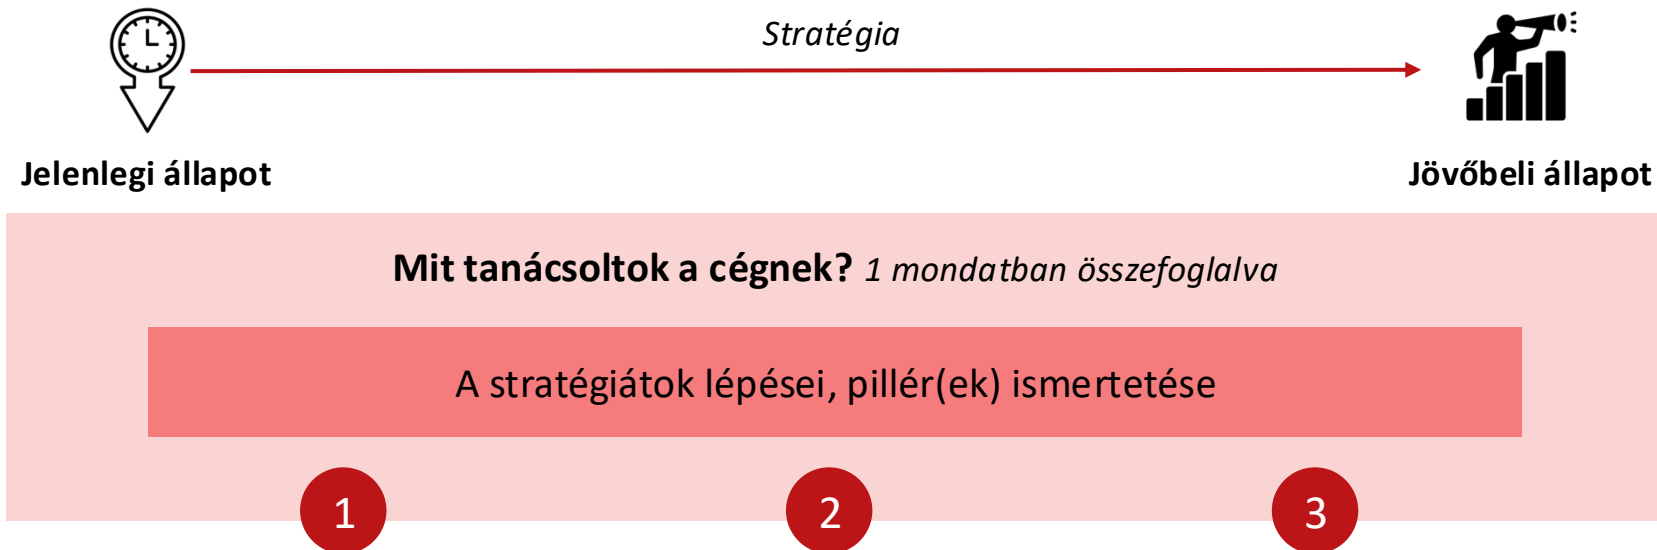 Stratégia
Jelenlegi állapot
Jövőbeli állapot
Mit tanácsoltok a cégnek? 1 mondatban összefoglalva
A stratégiátok lépései, pillér(ek) ismertetése
1
2
3